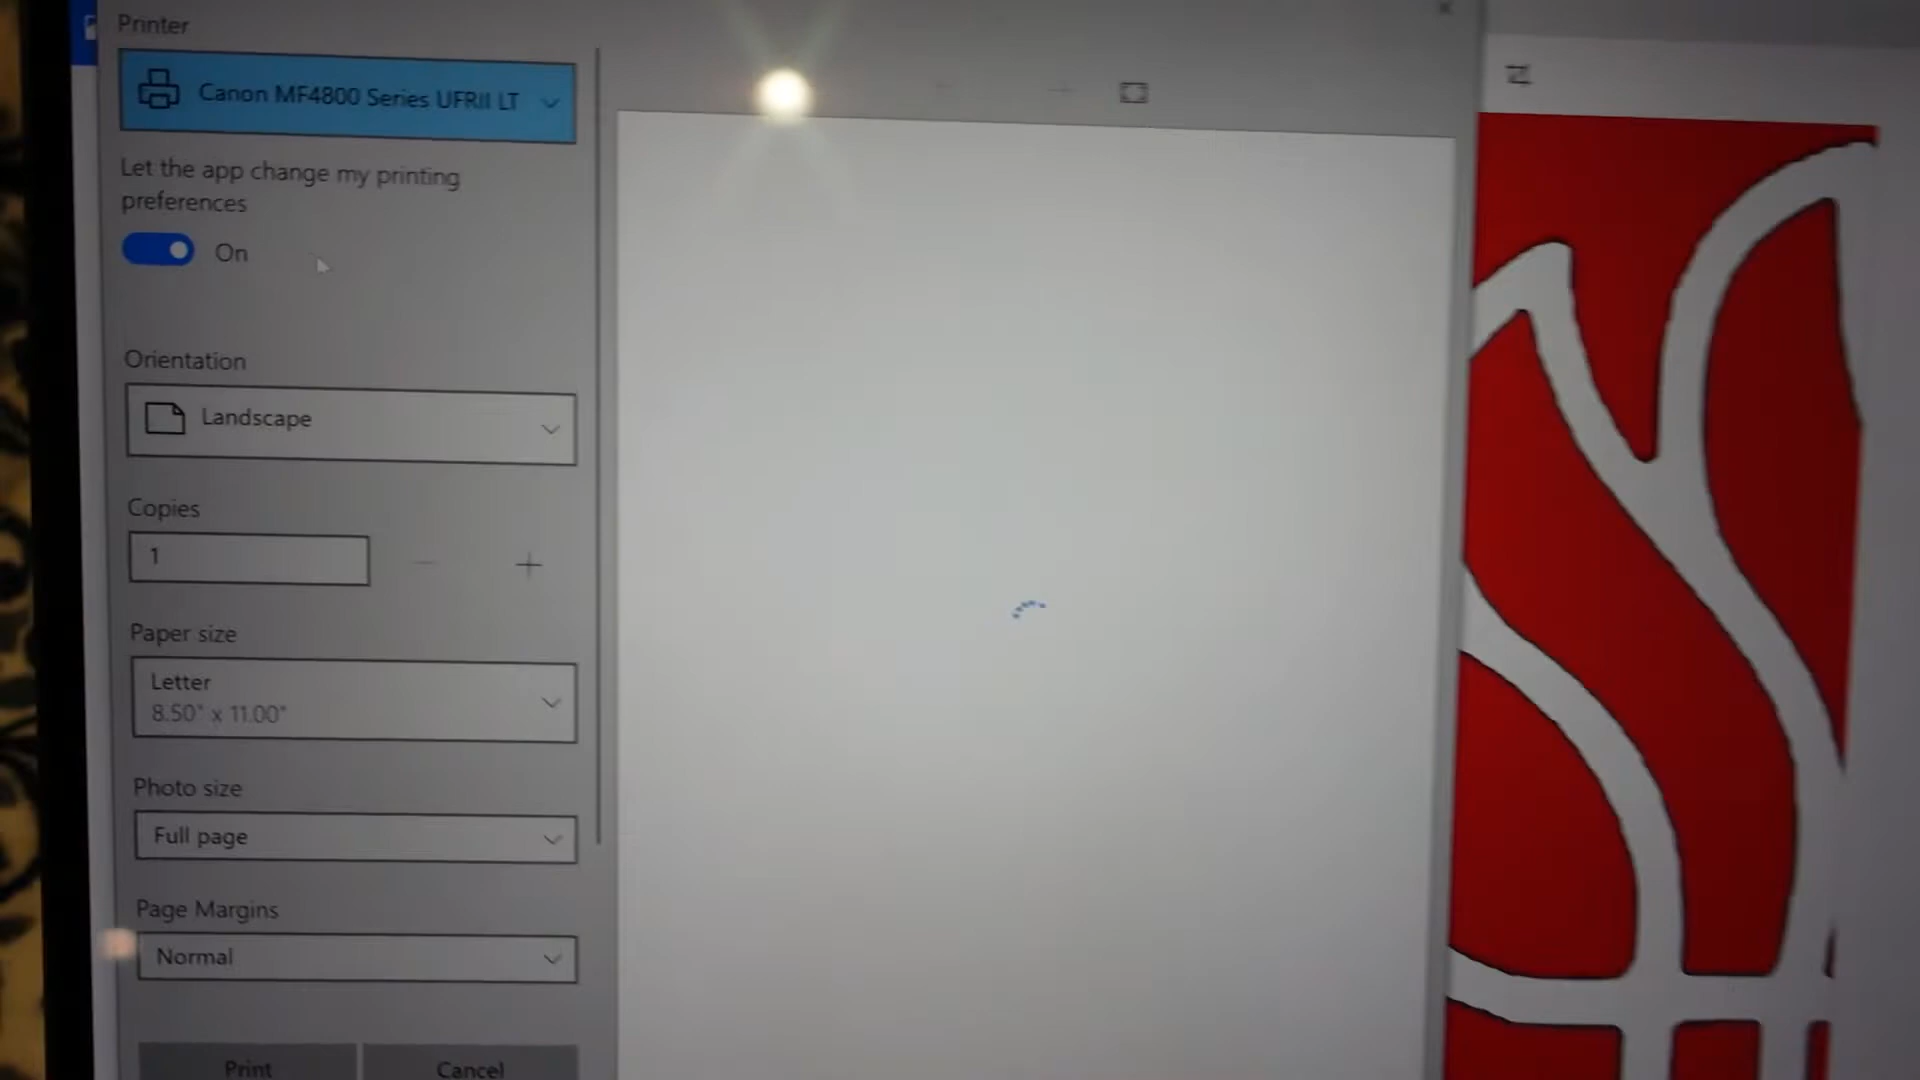 Printer
Canon MF4800 Series UFRII LT
Let the app change my printing
preferences
On
Orientation
Landscape
Copies
1
Paper size
Letter
8.50" x 11.00"
Photo size
Full page
Page Margins
Normal
Print
Cancel